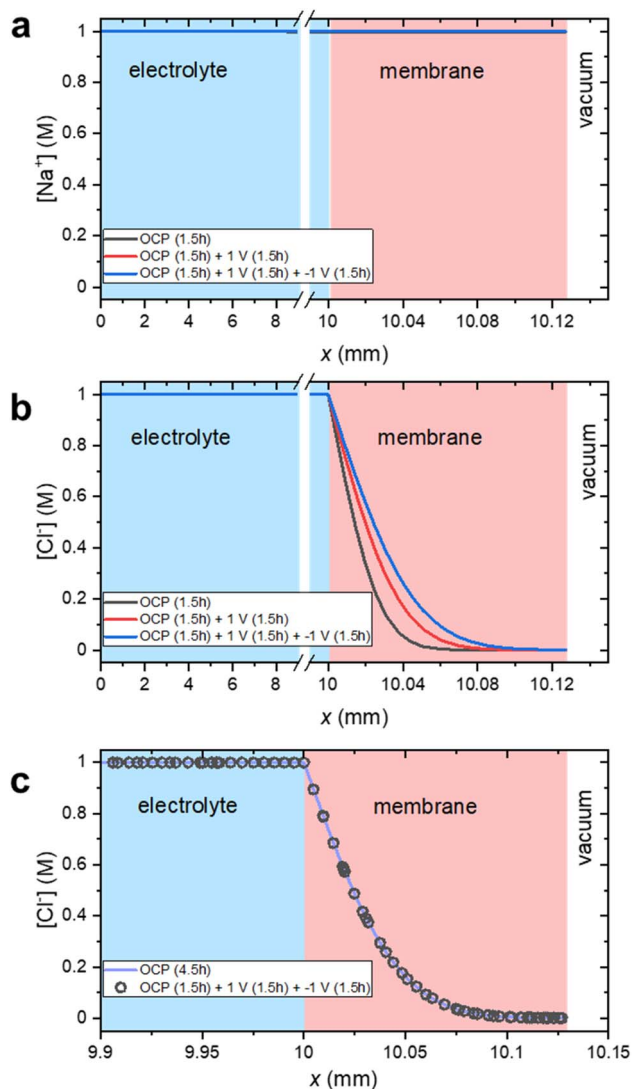 a
[Na⁺] (M)
1
0.8
0.6
0.4
0.2
0
electrolyte
membrane
vacuum
OCP (1.5h)
OCP (1.5h) + 1 V (1.5h)
OCP (1.5h) + 1 V (1.5h) + -1 V (1.5h)
0 2 4 6 8 10 10.04 10.08 10.12
x (mm)
b
[Cl⁻] (M)
1
0.8
0.6
0.4
0.2
0
electrolyte
membrane
vacuum
OCP (1.5h)
OCP (1.5h) + 1 V (1.5h)
OCP (1.5h) + 1 V (1.5h) + -1 V (1.5h)
0 2 4 6 8 10 10.04 10.08 10.12
x (mm)
c
[Cl⁻] (M)
1
0.8
0.6
0.4
0.2
0
electrolyte
membrane
vacuum
OCP (4.5h)
OCP (1.5h) + 1 V (1.5h) + -1 V (1.5h)
9.9 9.95 10 10.05 10.1 10.15
x (mm)